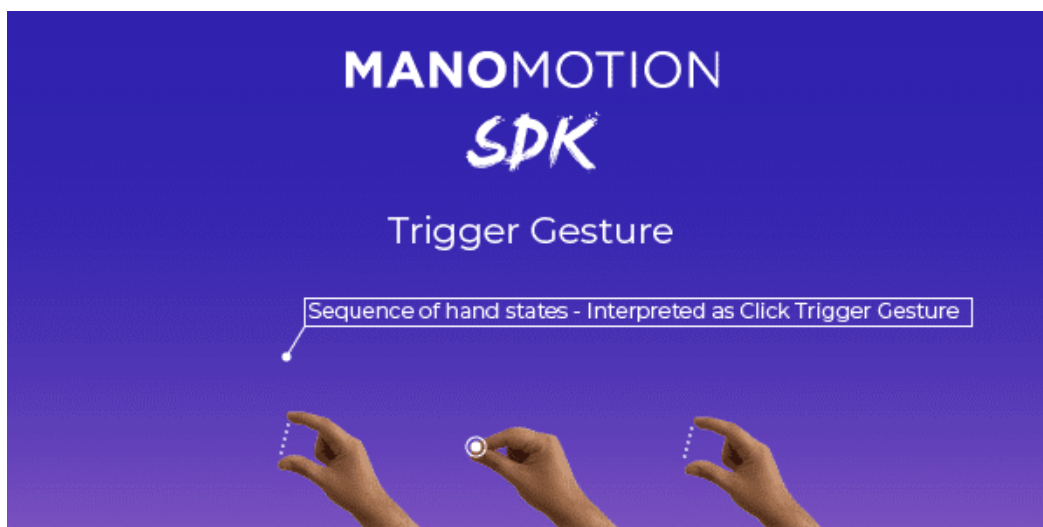 MANOMOTION
SDK
Trigger Gesture
Sequence of hand states - Interpreted as Click Trigger Gesture